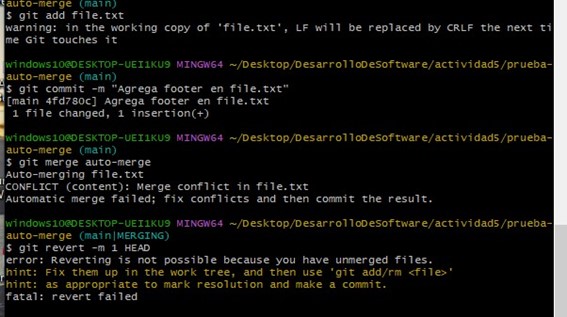 auto-merge (main)
$ git add file.txt
warning: in the working copy of 'file.txt', LF will be replaced by CRLF the next ti
me Git touches it
windows10@DESKTOP-UEI1KU9 MINGW64 ~/Desktop/DesarrolloDeSoftware/actividad5/prueba-
auto-merge (main)
$ git commit -m "Agrega footer en file.txt"
[main 4fd780c] Agrega footer en file.txt
 1 file changed, 1 insertion(+)
windows10@DESKTOP-UEI1KU9 MINGW64 ~/Desktop/DesarrolloDeSoftware/actividad5/prueba-
auto-merge (main)
$ git merge auto-merge
Auto-merging file.txt
CONFLICT (content): Merge conflict in file.txt
Automatic merge failed; fix conflicts and then commit the result.
windows10@DESKTOP-UEI1KU9 MINGW64 ~/Desktop/DesarrolloDeSoftware/actividad5/prueba-
auto-merge (main|MERGING)
$ git revert -m 1 HEAD
error: Reverting is not possible because you have unmerged files.
hint: Fix them up in the work tree, and then use 'git add/rm <file>'
hint: as appropriate to mark resolution and make a commit.
fatal: revert failed